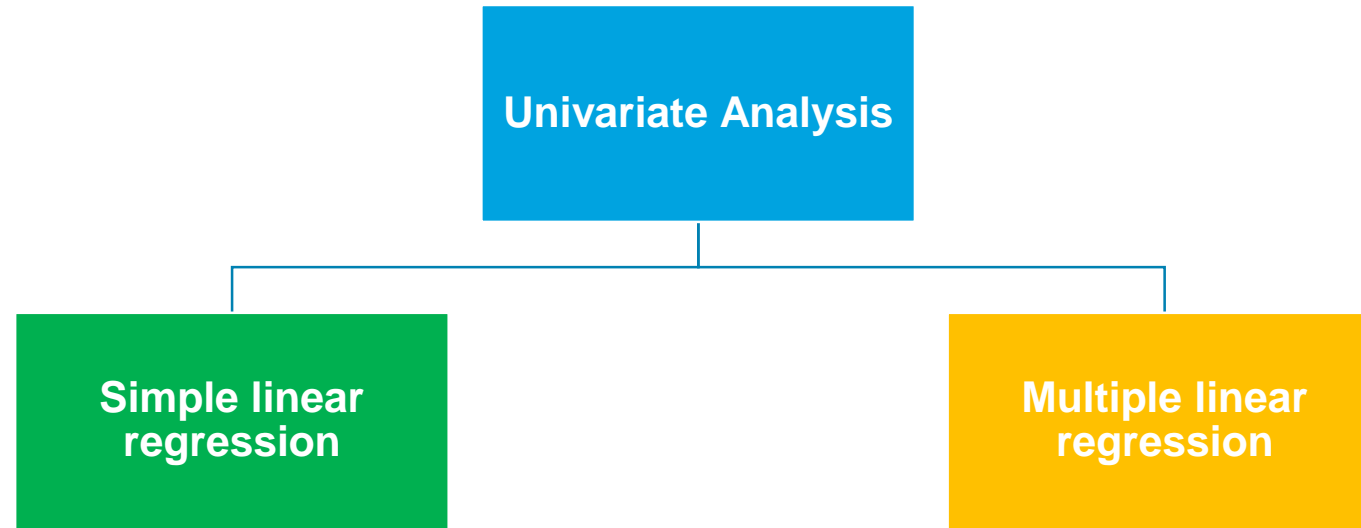 Univariate Analysis
Simple linear
regression
Multiple linear
regression